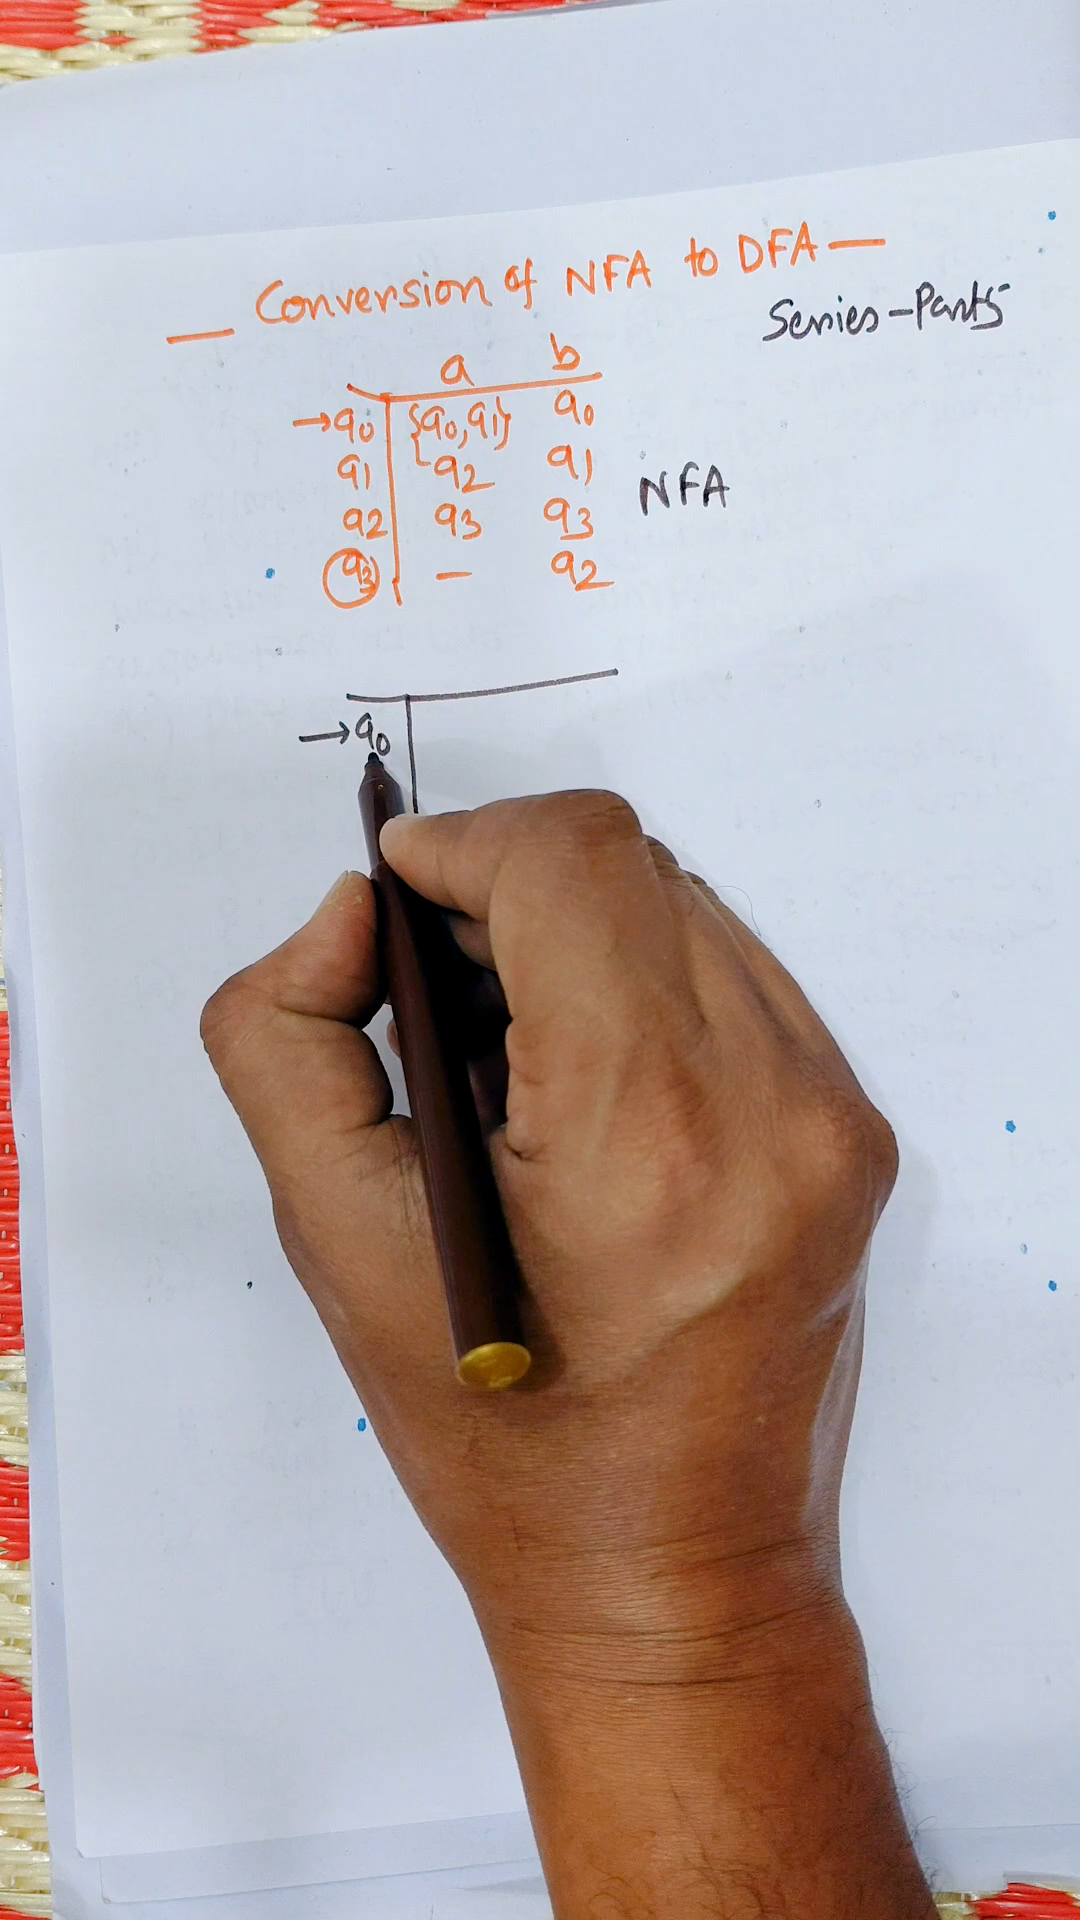 — Conversion of NFA to DFA —
Series-Part5
a b
→q0 {q0,q1} q0
q1 q2 q1
q2 q3 q3
q3 - q2
NFA
→q0